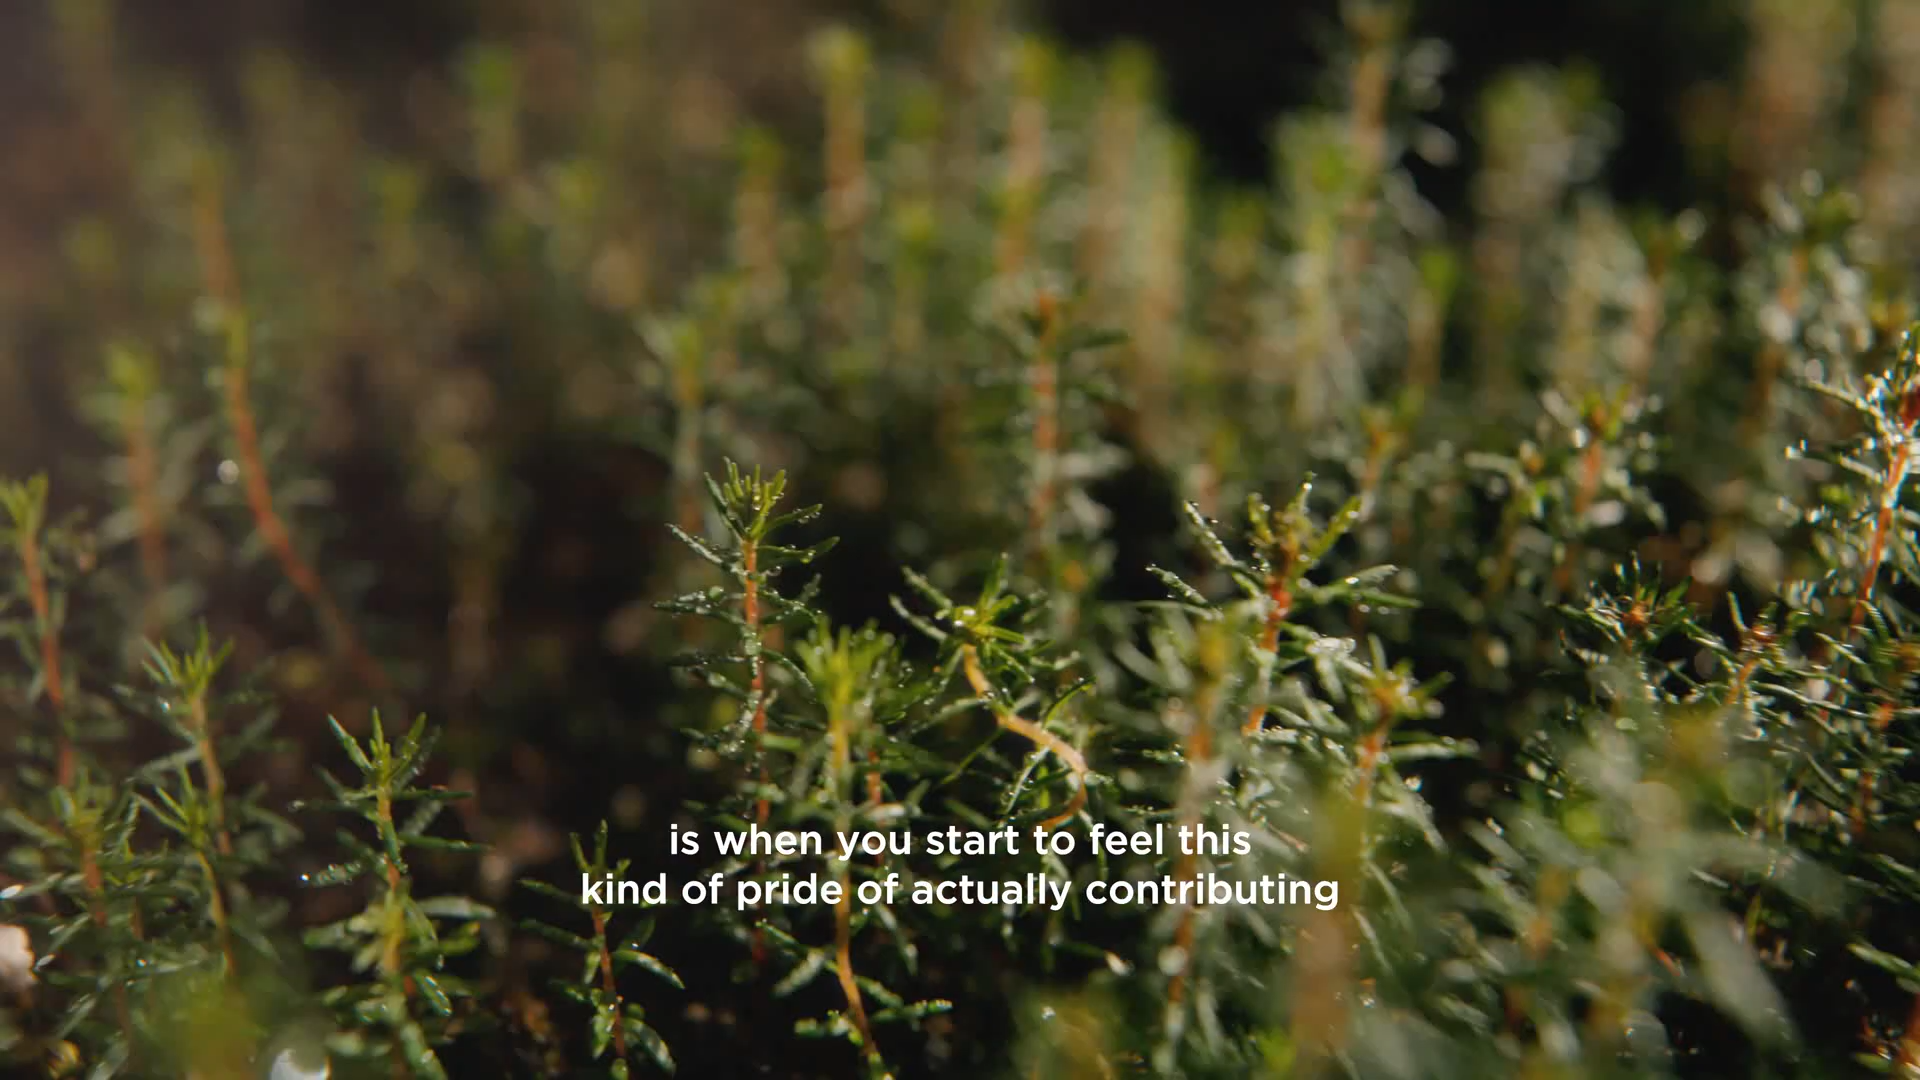 is when you start to feel this
kind of pride of actually contributing